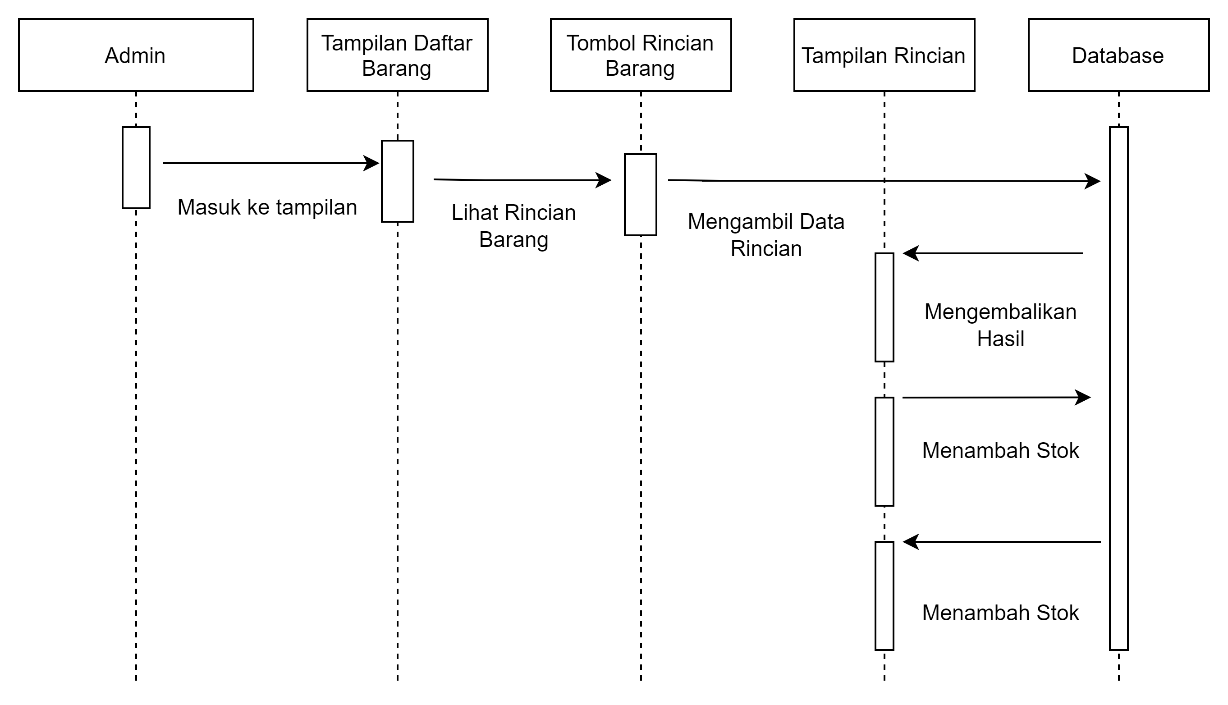 Admin
Tampilan Daftar
Barang
Tombol Rincian
Barang
Tampilan Rincian
Database
Masuk ke tampilan
Lihat Rincian
Barang
Mengambil Data
Rincian
Mengembalikan
Hasil
Menambah Stok
Menambah Stok